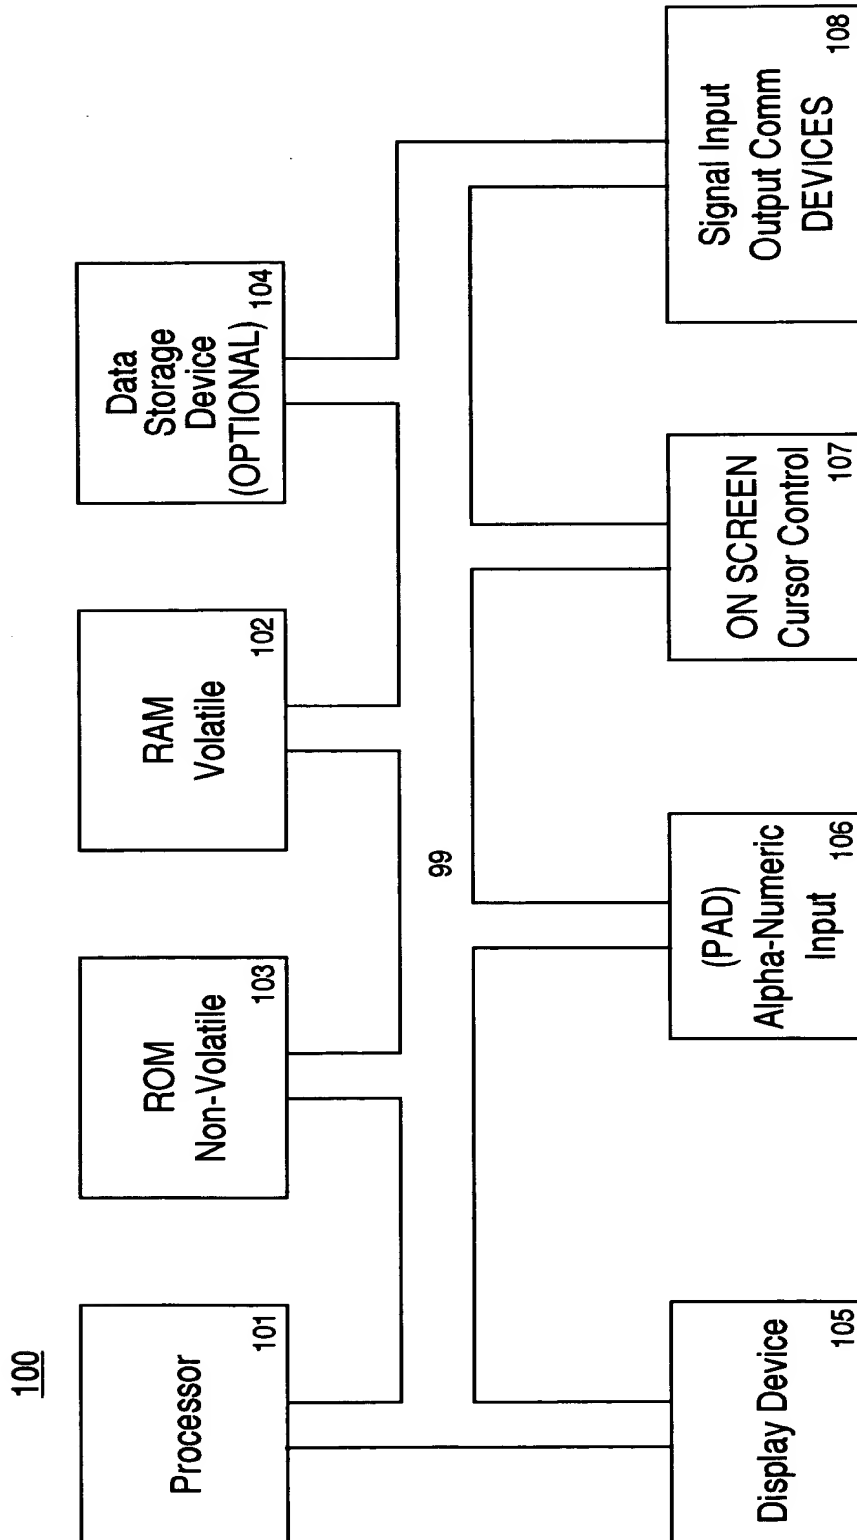 100
Processor
101
ROM
Non-Volatile
103
RAM
Volatile
102
Data
Storage
Device
(OPTIONAL)
104
99
Display Device
105
(PAD)
Alpha-Numeric
Input
106
ON SCREEN
Cursor Control
107
Signal Input
Output Comm
DEVICES
108